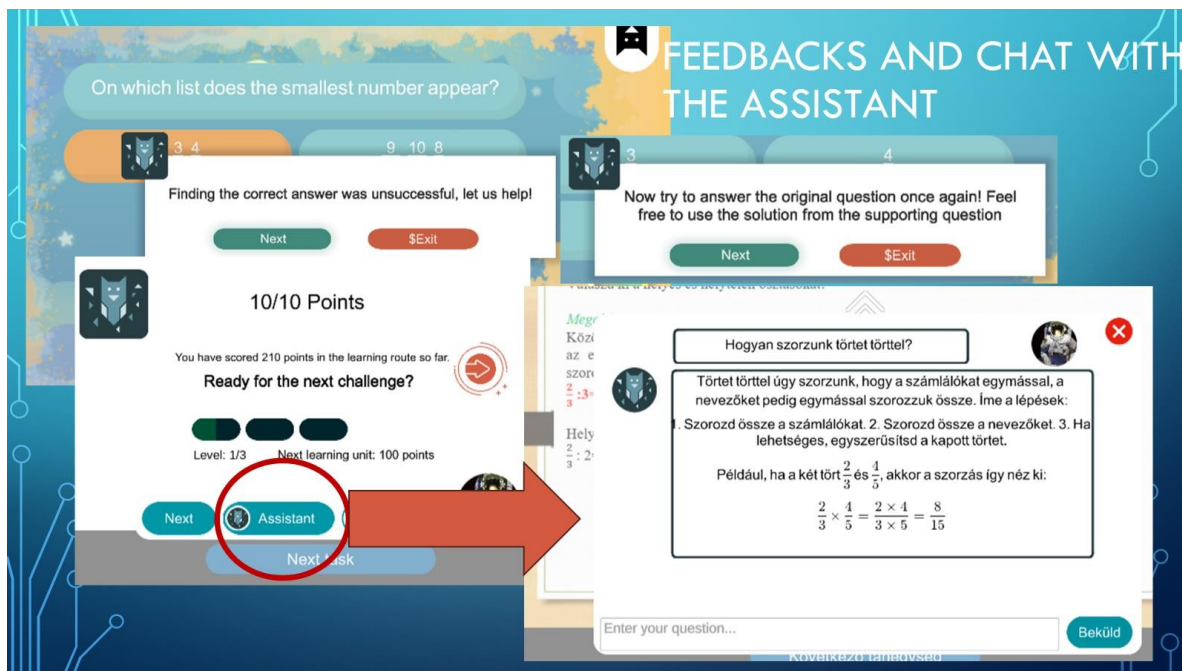 FEEDBACKS AND CHAT WITH
THE ASSISTANT
On which list does the smallest number appear?
3 4
9 10 8
Finding the correct answer was unsuccessful, let us help!
Next
$Exit
3
4
Now try to answer the original question once again! Feel
free to use the solution from the supporting question
Next
$Exit
10/10 Points
You have scored 210 points in the learning route so far.
Ready for the next challenge?
Level: 1/3
Next learning unit: 100 points
Next
Assistant
Next task
az e
Hely
Hogyan szorzunk törtet törttel?
Törtet törttel úgy szorzunk, hogy a számlálókat egymással, a
nevezőket pedig egymással szorozzuk össze. Íme a lépések:
1. Szorozd össze a számlálókat. 2. Szorozd össze a nevezőket. 3. Ha
lehetséges, egyszerűsítsd a kapott törtet.
Például, ha a két tört 2/3 és 4/5, akkor a szorzás így néz ki:
2/3 × 4/5 = 2 × 4 / 3 × 5 = 8/15
Enter your question...
Beküld